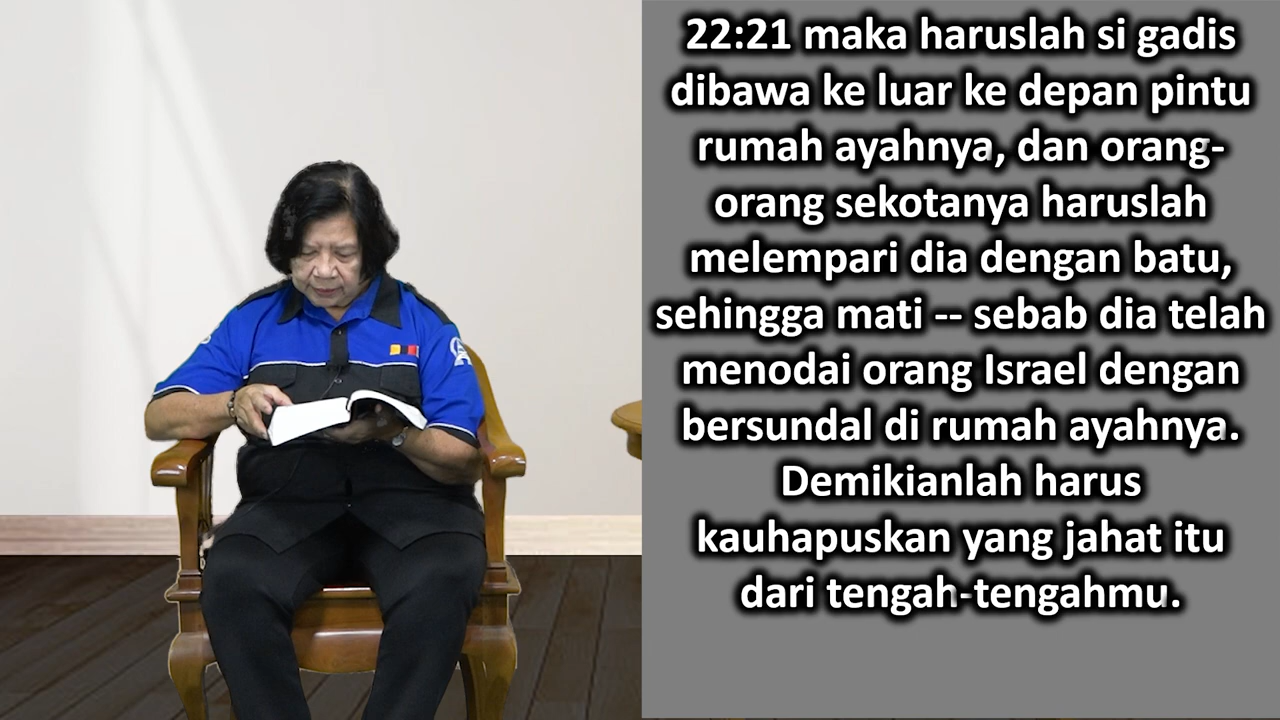 22:21 maka haruslah si gadis
dibawa ke luar ke depan pintu
rumah ayahnya, dan orang-
orang sekotanya haruslah
melempari dia dengan batu,
sehingga mati -- sebab dia telah
menodai orang Israel dengan
bersundal di rumah ayahnya.
Demikianlah harus
kauhapuskan yang jahat itu
dari tengah-tengahmu.